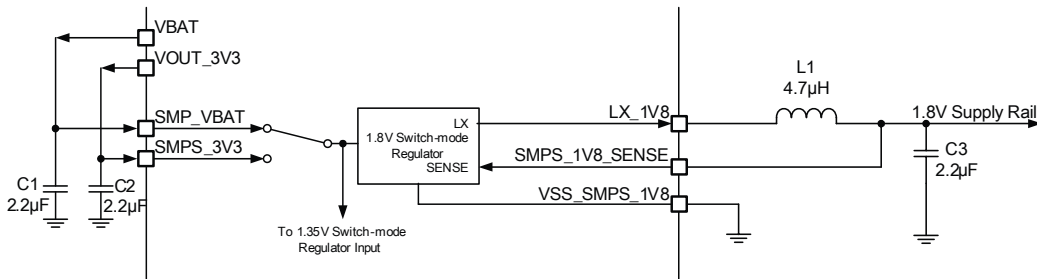 VBAT
VOUT_3V3
SMP_VBAT
SMPS_3V3
C1
2.2µF
C2
2.2µF
LX
1.8V Switch-mode
Regulator
SENSE
To 1.35V Switch-mode
Regulator Input
LX_1V8
SMPS_1V8_SENSE
VSS_SMPS_1V8
L1
4.7µH
1.8V Supply Rail
C3
2.2µF